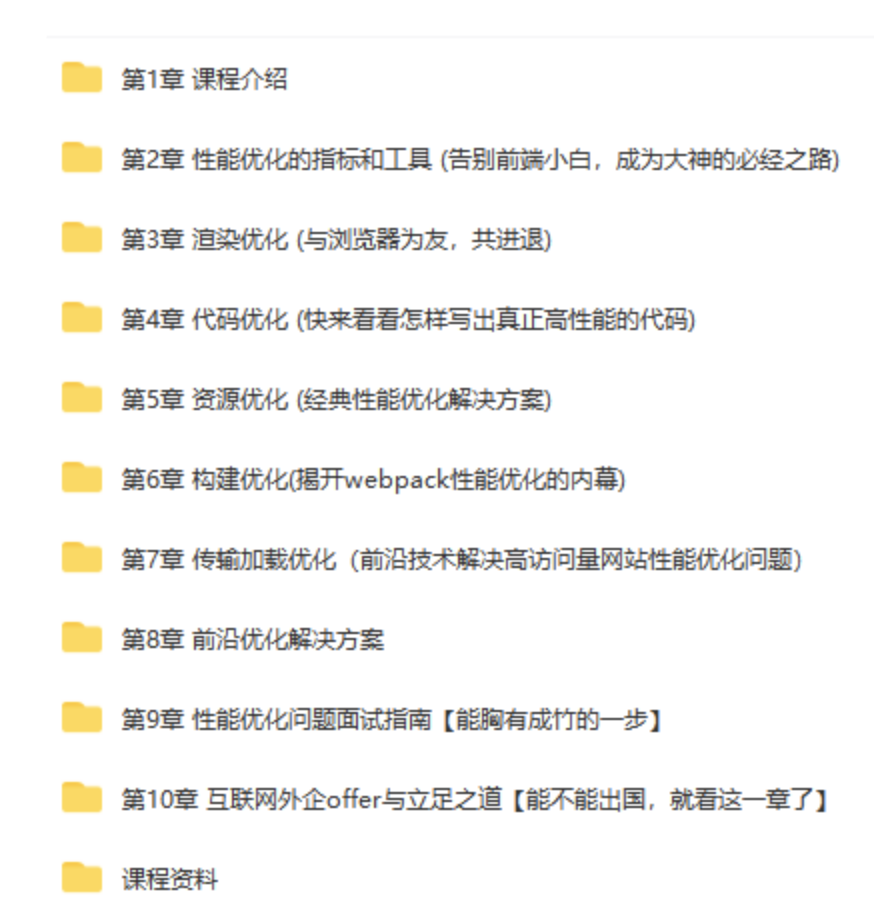 第1章 课程介绍
第2章 性能优化的指标和工具 (告别前端小白，成为大神的必经之路)
第3章 渲染优化 (与浏览器为友，共进退)
第4章 代码优化 (快来看看怎样写出真正高性能的代码)
第5章 资源优化 (经典性能优化解决方案)
第6章 构建优化(揭开webpack性能优化的内幕)
第7章 传输加载优化（前沿技术解决高访问量网站性能优化问题）
第8章 前沿优化解决方案
第9章 性能优化问题面试指南【能胸有成竹的一步】
第10章 互联网外企offer与立足之道【能不能出国，就看这一章了】
课程资料